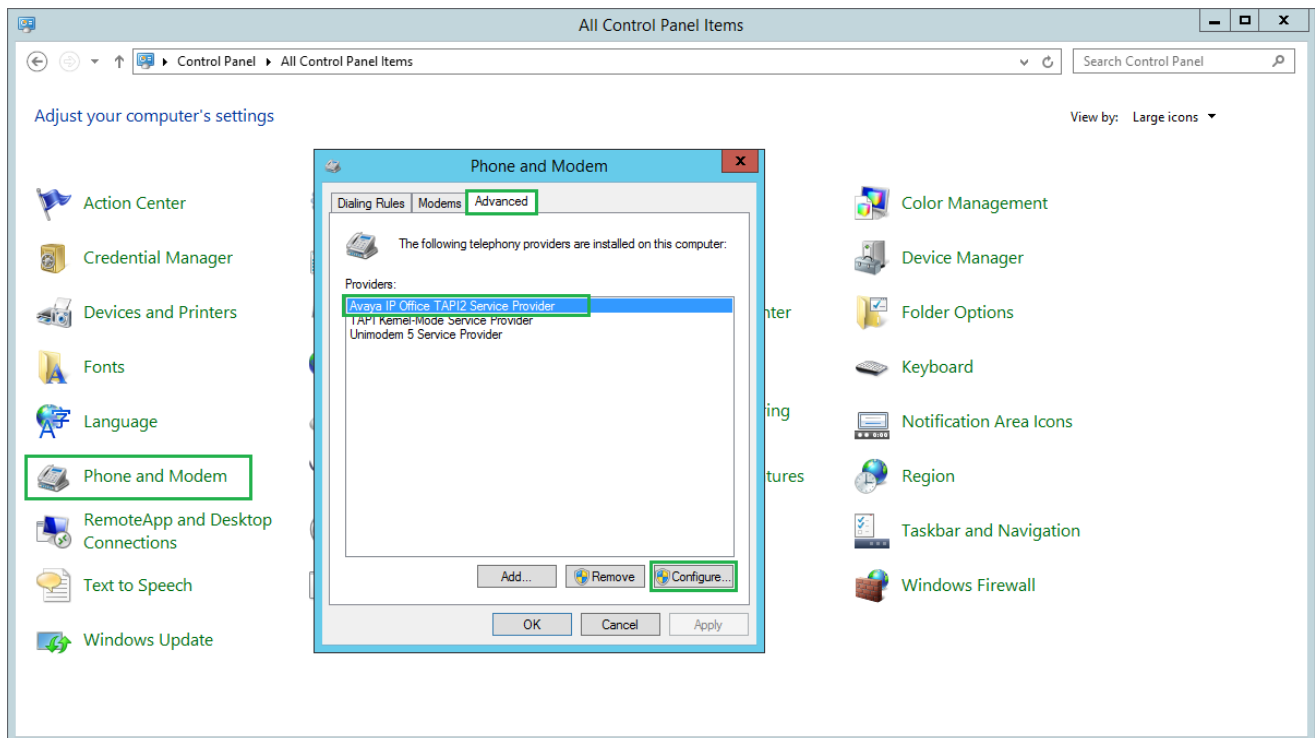 All Control Panel Items
Control Panel All Control Panel Items
Search Control Panel
Adjust your computer's settings
View by: Large icons
Action Center
Credential Manager
Devices and Printers
Fonts
Language
Phone and Modem
RemoteApp and Desktop
Connections
Text to Speech
Windows Update
Phone and Modem
Dialing Rules Modems Advanced
The following telephony providers are installed on this computer:
Providers:
Avaya IP Office TAPI2 Service Provider
TAPI Kernel-Mode Service Provider
Unimodem 5 Service Provider
Add... Remove Configure...
OK Cancel Apply
nter
ring
tures
Color Management
Device Manager
Folder Options
Keyboard
Notification Area Icons
Region
Taskbar and Navigation
Windows Firewall